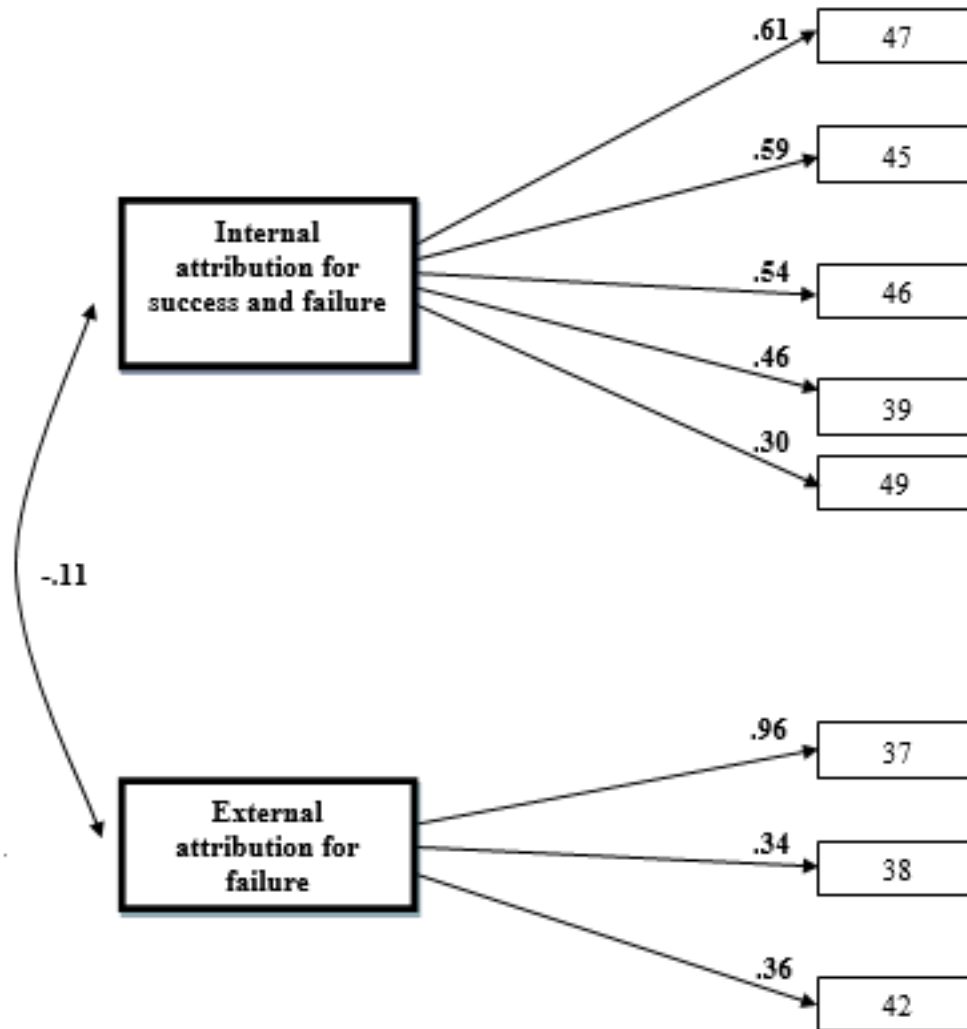 .61
47
.59
45
Internal
attribution for
success and failure
.54
46
.46
39
.30
49
-.11
.96
37
External
attribution for
failure
.34
38
.36
42